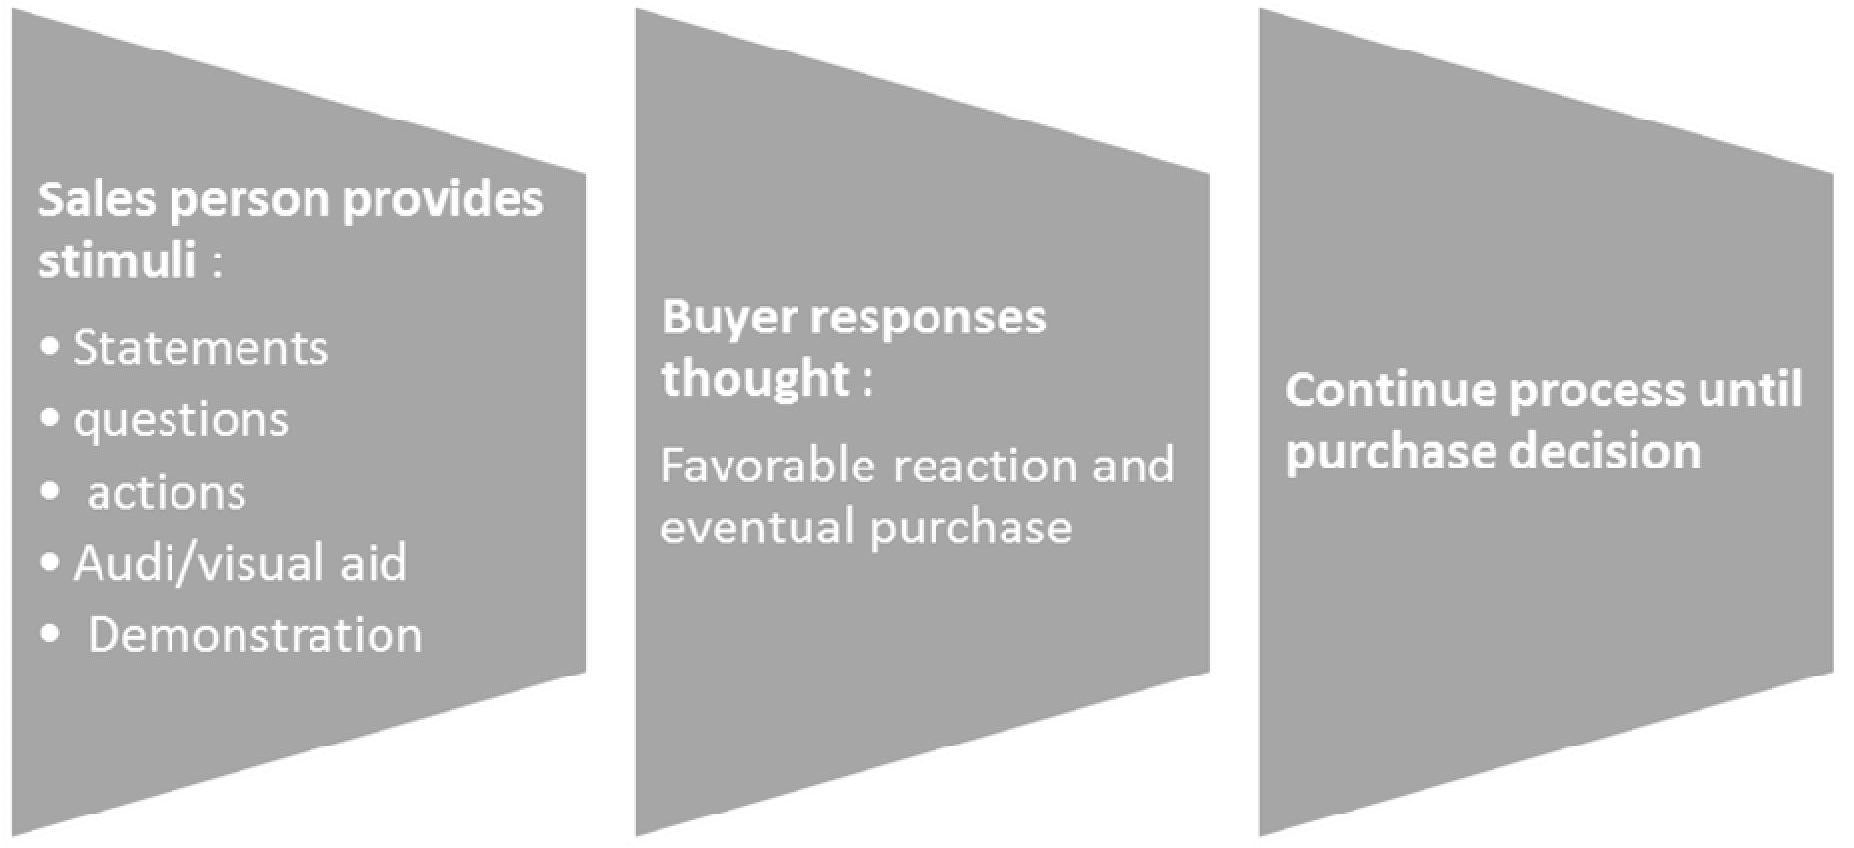 Sales person provides
stimuli :
• Statements
• questions
• actions
• Audi/visual aid
• Demonstration
Buyer responses
thought :
Favorable reaction and
eventual purchase
Continue process until
purchase decision